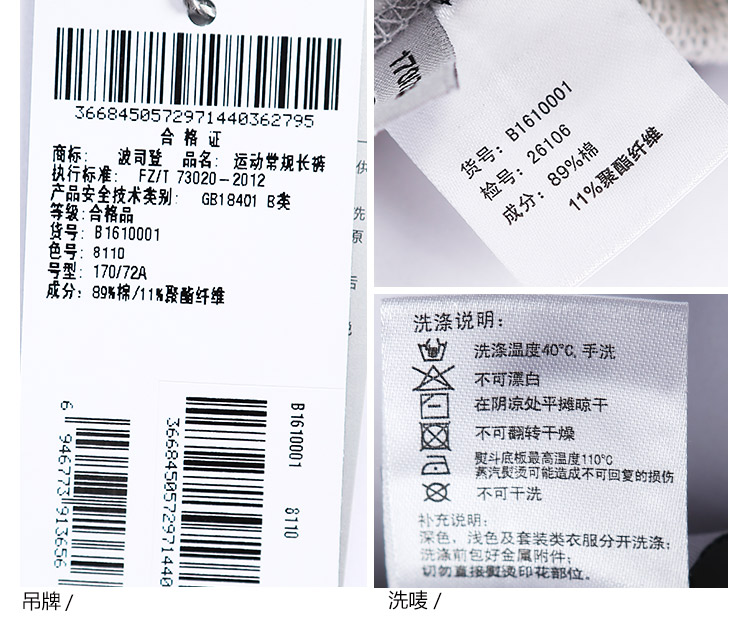 3668450572971440362795
合格证
商标: 波司登 品名: 运动常规长裤
执行标准: FZ/T 73020-2012
产品安全技术类别: GB18401 B类
等级:合格品
货号: B1610001
色号: 8110
号型: 170/72A
成分: 89%棉/11%聚酯纤维
B1610001
8110
3668450572971440
6 946773 913656
供
洗
原
后
货号: B1610001
检号: 26106
成分: 89%棉
11%聚酯纤维
洗涤说明:
洗涤温度40℃, 手洗
不可漂白
在阴凉处平摊晾干
不可翻转干燥
熨斗底板最高温度110℃
蒸汽熨烫可能造成不可回复的损伤
不可干洗
补充说明:
深色，浅色及套装类衣服分开洗涤;
洗涤前包好金属附件;
切勿直接熨烫印花部位。
吊牌 /
洗唛 /